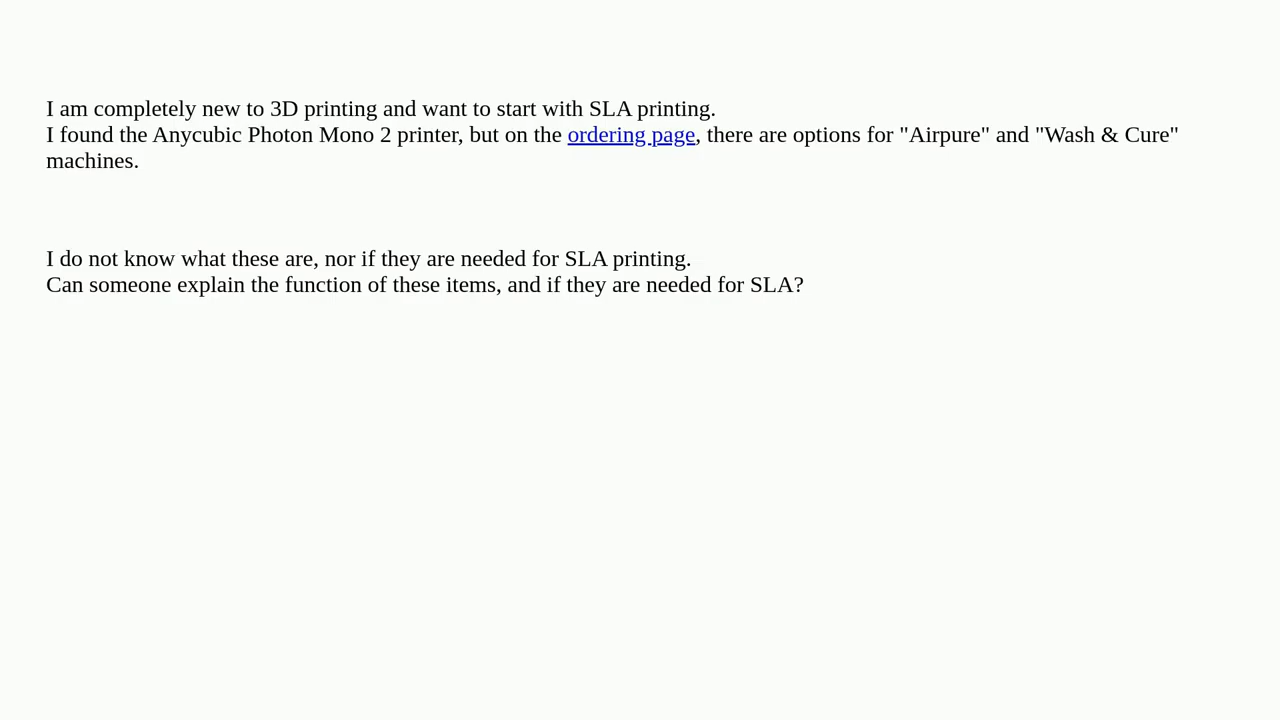 I am completely new to 3D printing and want to start with SLA printing.
I found the Anycubic Photon Mono 2 printer, but on the ordering page, there are options for "Airpure" and "Wash & Cure"
machines.
I do not know what these are, nor if they are needed for SLA printing.
Can someone explain the function of these items, and if they are needed for SLA?